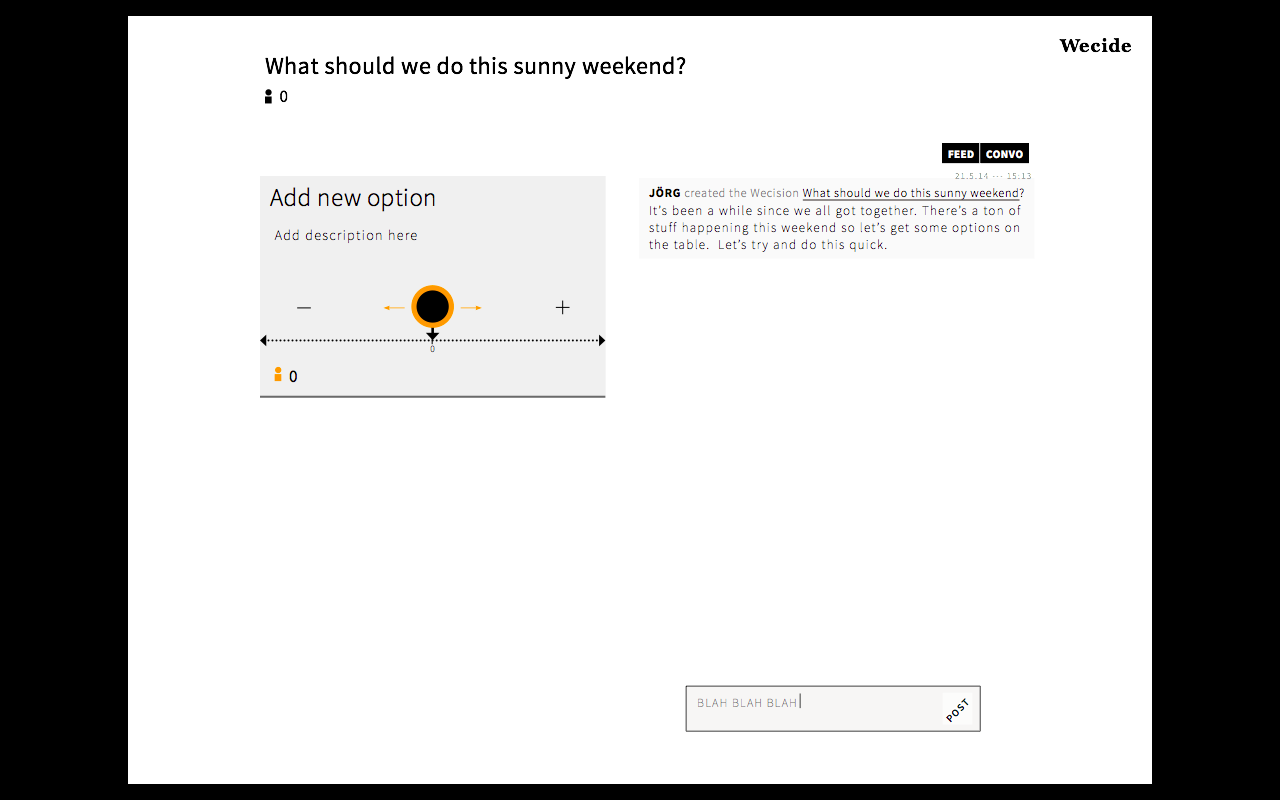 Wecide
What should we do this sunny weekend?
0
FEED CONVO
21.5.14 --- 15:13
Add new option
Add description here
– +
0
0
JÖRG created the Wecision What should we do this sunny weekend?
It's been a while since we all got together. There's a ton of
stuff happening this weekend so let's get some options on
the table. Let's try and do this quick.
BLAH BLAH BLAH
POST